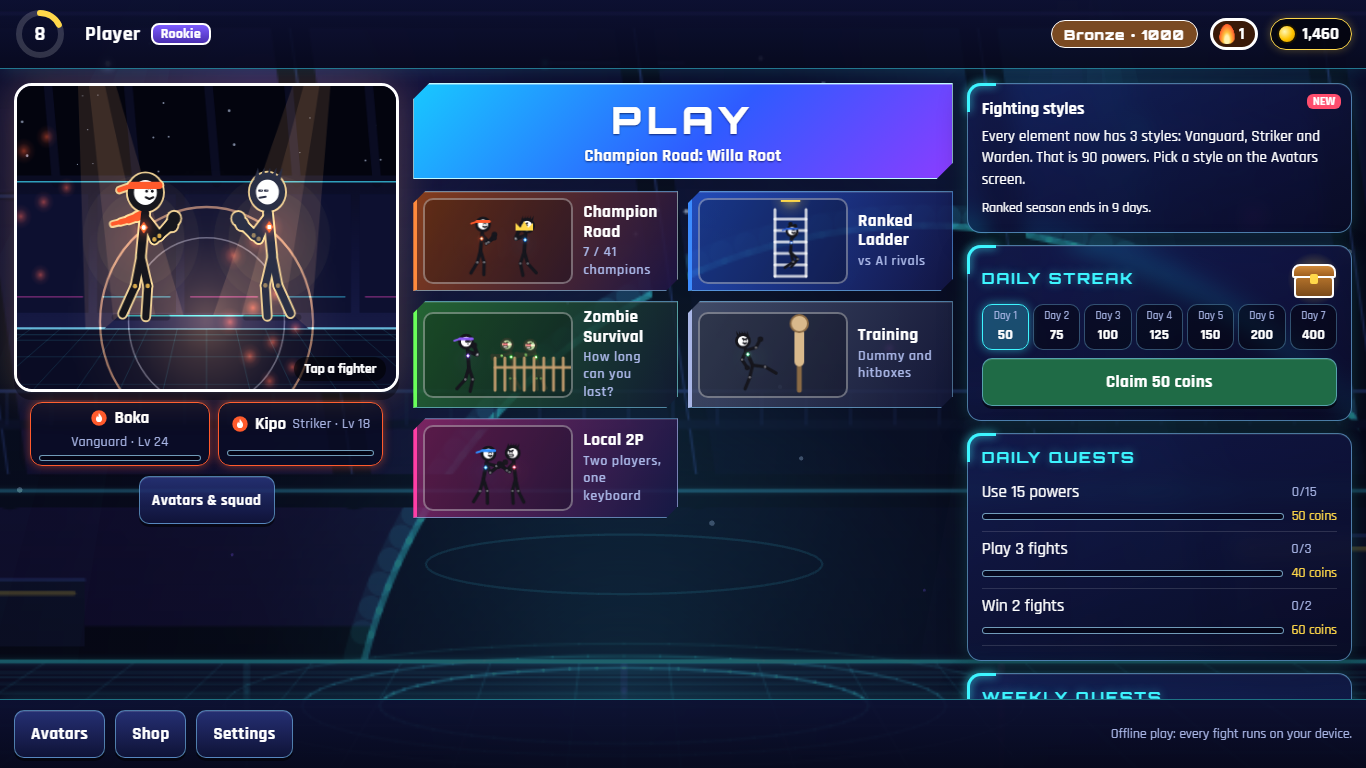 8
Player
Rookie
Bronze • 1000
1
1,460
Tap a fighter
Boka
Vanguard · Lv 24
Kipo Striker · Lv 18
Avatars & squad
PLAY
Champion Road: Willa Root
Champion
Road
7 / 41
champions
Ranked
Ladder
vs AI rivals
Zombie
Survival
How long
can you
last?
Training
Dummy and
hitboxes
Local 2P
Two players,
one
keyboard
Fighting styles
NEW
Every element now has 3 styles: Vanguard, Striker and
Warden. That is 90 powers. Pick a style on the Avatars
screen.
Ranked season ends in 9 days.
DAILY STREAK
Day 1 Day 2 Day 3 Day 4 Day 5 Day 6 Day 7
50 75 100 125 150 200 400
Claim 50 coins
DAILY QUESTS
Use 15 powers 0/15
50 coins
Play 3 fights 0/3
40 coins
Win 2 fights 0/2
60 coins
WEEKLY QUESTS
Avatars
Shop
Settings
Offline play: every fight runs on your device.